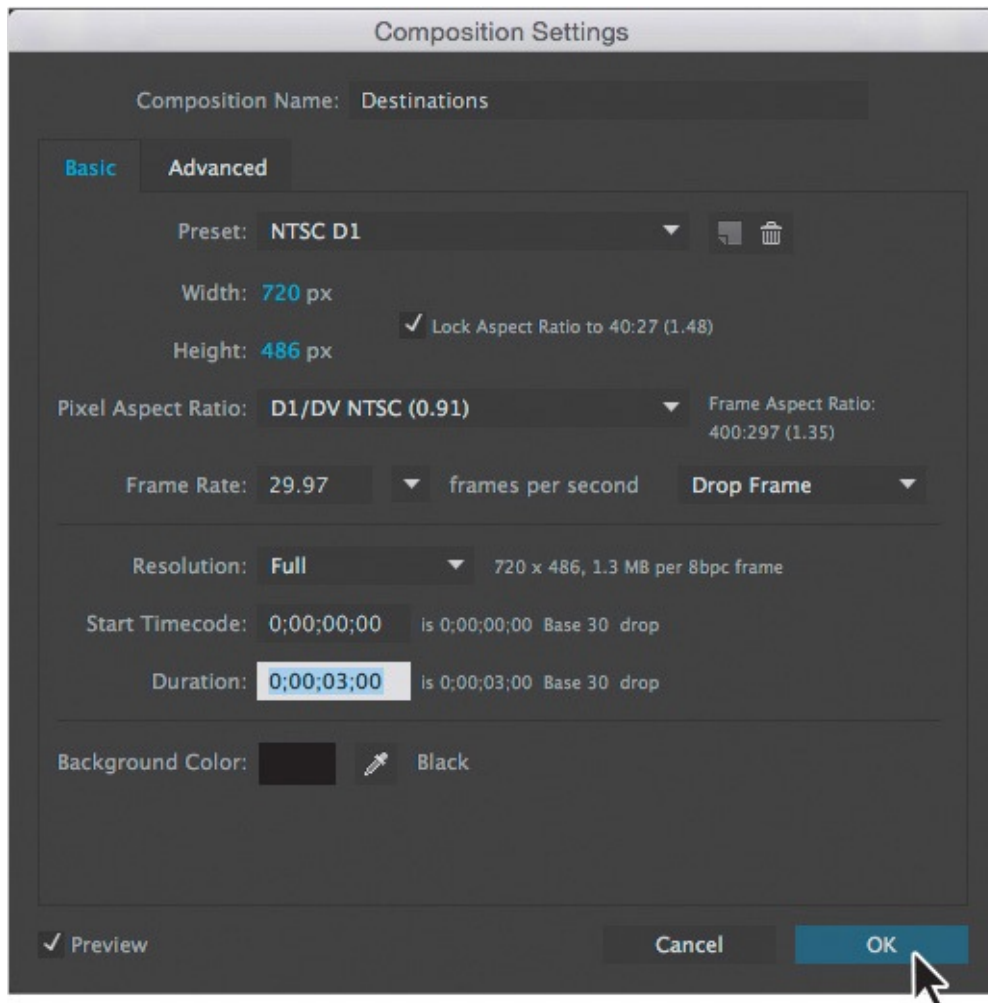 Composition Settings
Composition Name: Destinations
Basic Advanced
Preset: NTSC D1
Width: 720 px
Lock Aspect Ratio to 40:27 (1.48)
Height: 486 px
Pixel Aspect Ratio: D1/DV NTSC (0.91) Frame Aspect Ratio:
400:297 (1.35)
Frame Rate: 29.97 frames per second Drop Frame
Resolution: Full 720 x 486, 1.3 MB per 8bpc frame
Start Timecode: 0;00;00;00 is 0;00;00;00 Base 30 drop
Duration: 0;00;03;00 is 0;00;03;00 Base 30 drop
Background Color: Black
Preview Cancel OK